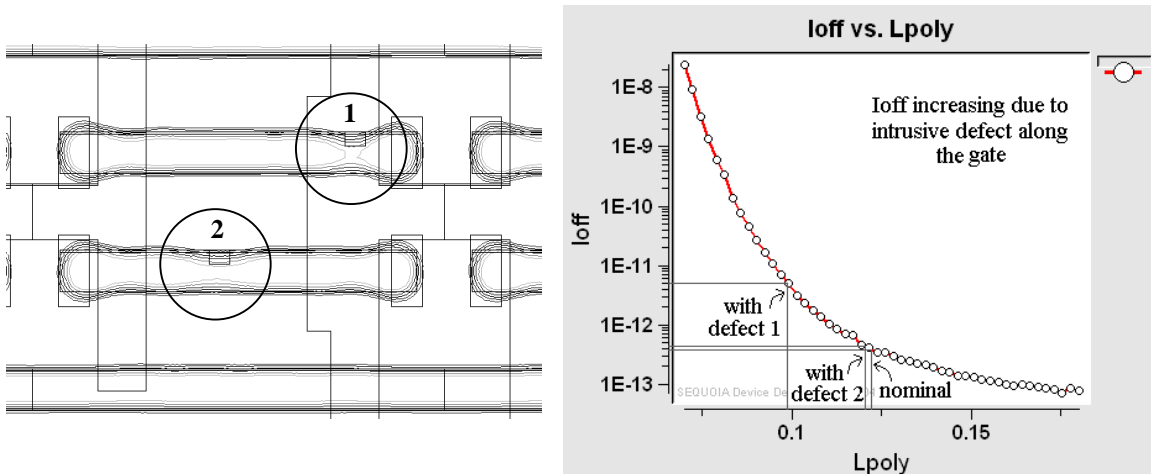 1
2
Ioff vs. Lpoly
Ioff increasing due to
intrusive defect along
the gate
Ioff
1E-8
1E-9
1E-10
1E-11
1E-12
1E-13
with
defect 1
with
defect 2
nominal
SEQUOIA Device De
0.1
0.15
Lpoly